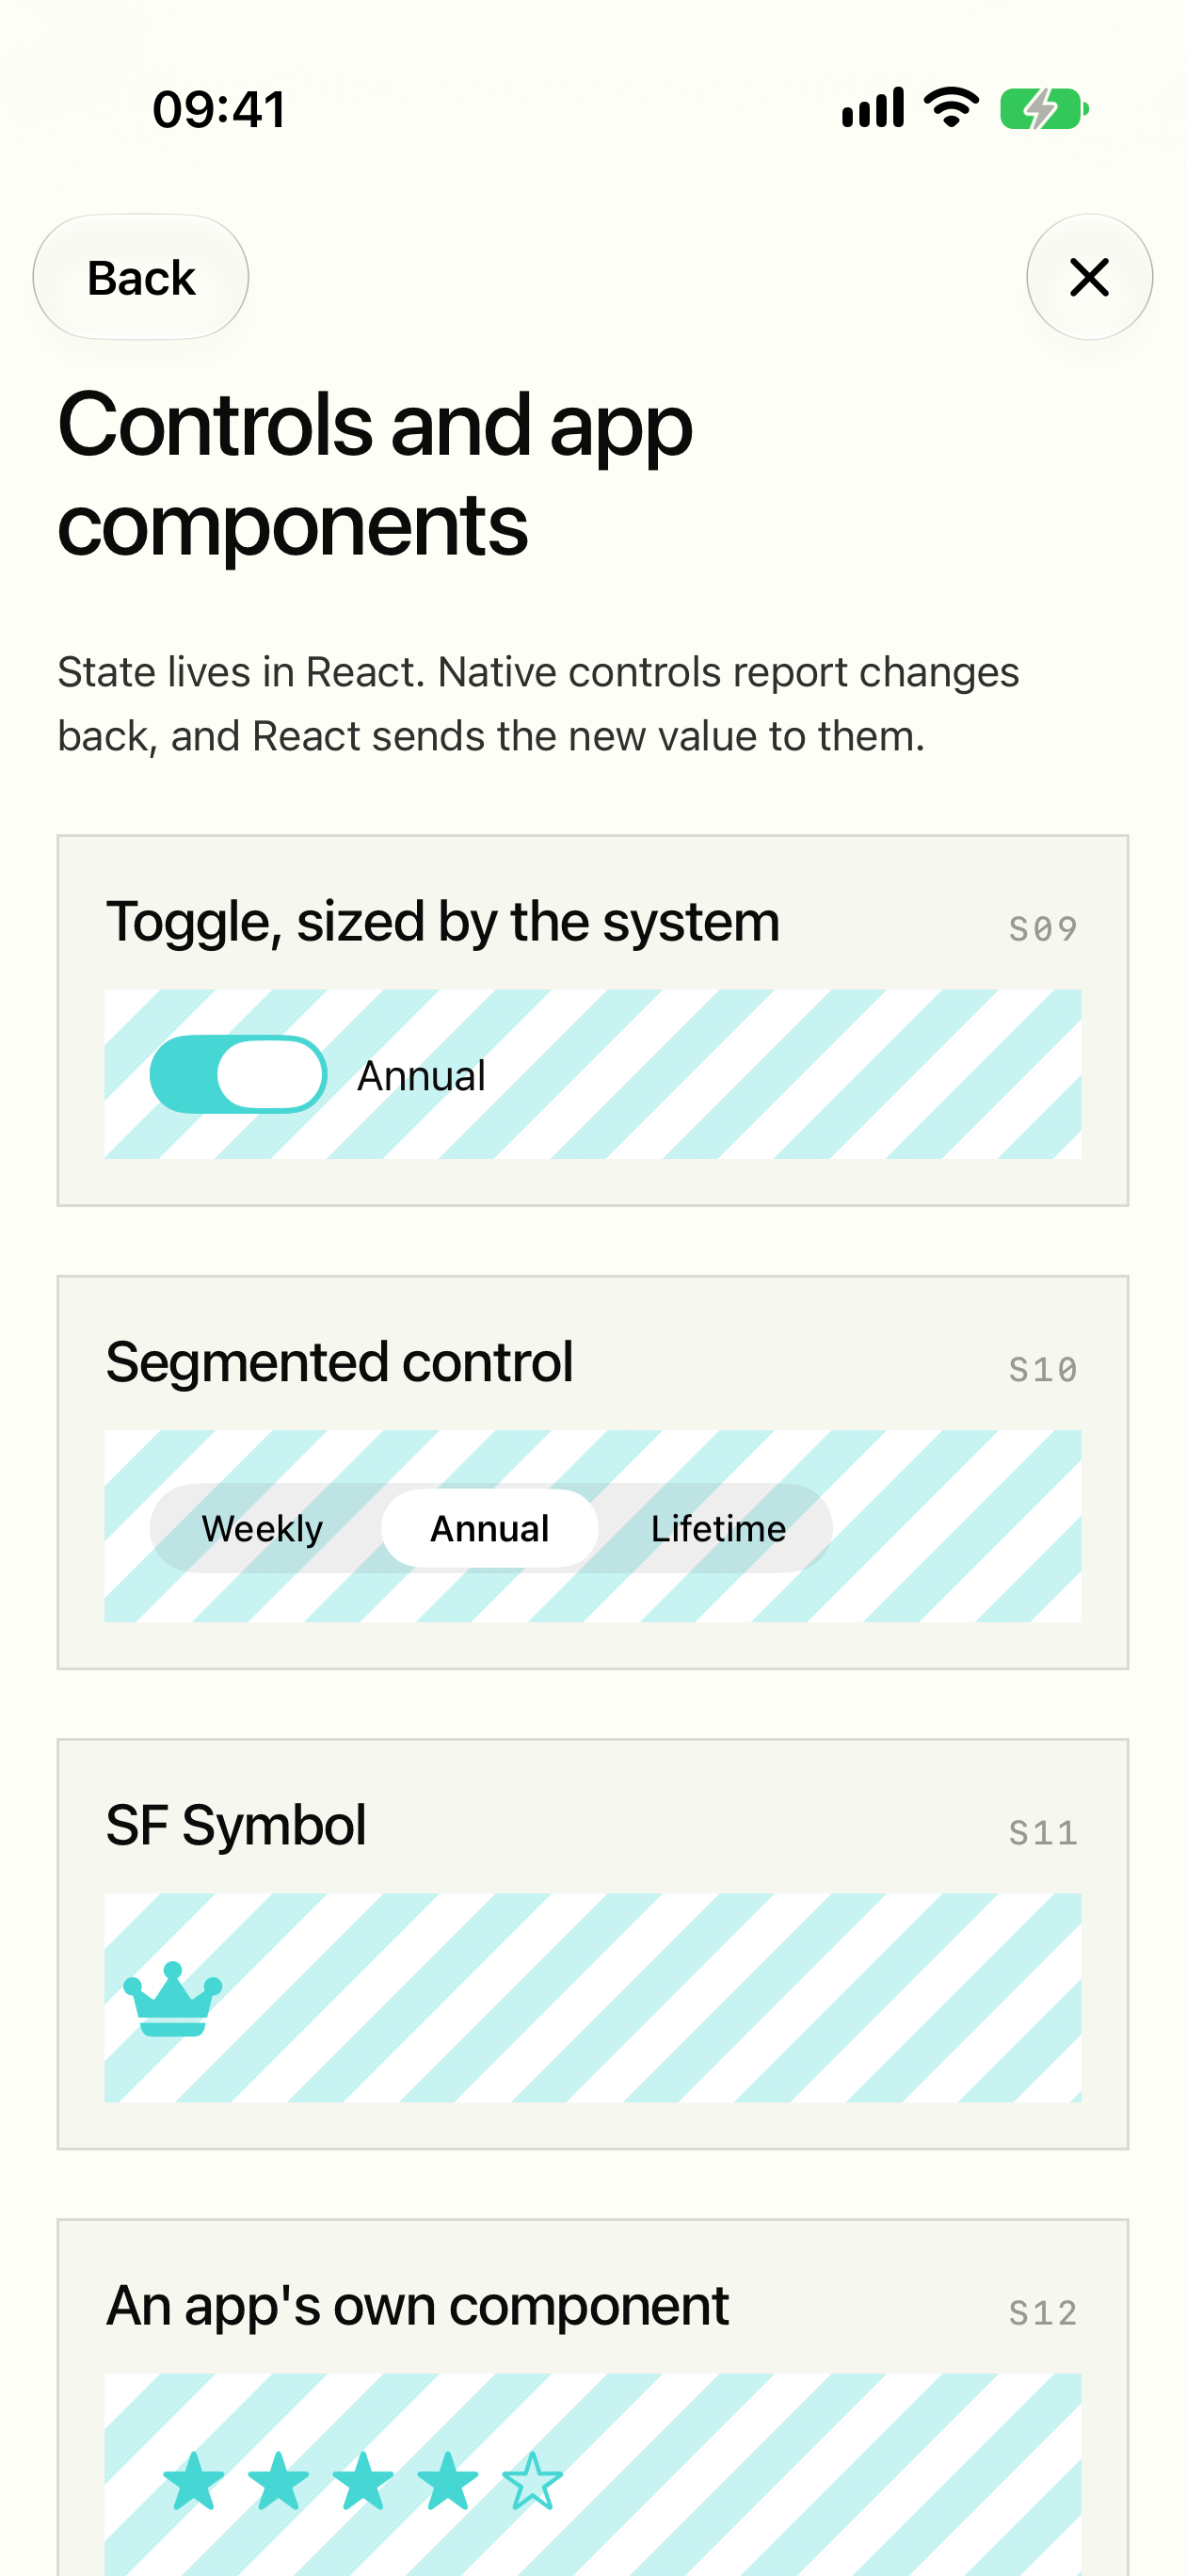 09:41
Back
Controls and app
components
State lives in React. Native controls report changes
back, and React sends the new value to them.
Toggle, sized by the system
S09
Annual
Segmented control
S10
Weekly
Annual
Lifetime
SF Symbol
S11
An app's own component
S12